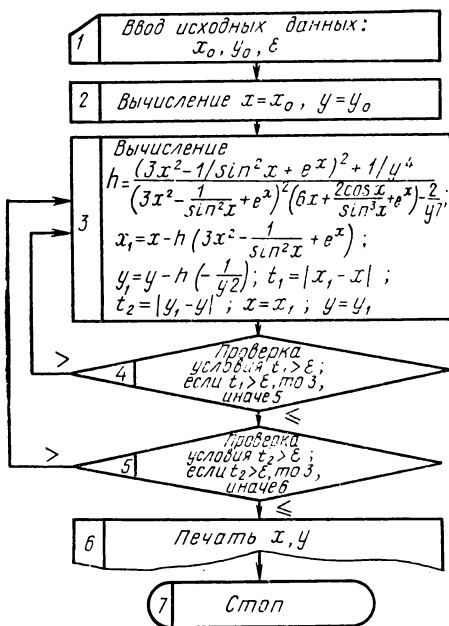 1
Ввод исходных данных:
x₀, y₀, ε
2
Вычисление x=x₀, y=y₀
3
Вычисление
h = ((3x²-1/sin²x + eˣ)² + 1/y⁴) / ((3x² - 1/sin²x + eˣ)² (6x + 2cosx/sin³x + eˣ) - 2/y⁷);
x₁ = x - h (3x² - 1/sin²x + eˣ);
y₁ = y - h (-1/y2); t₁ = |x₁ - x|;
t₂ = |y₁ - y|; x = x₁; y = y₁
>
4
Проверка
условия t₁ > ε;
если t₁ > ε, то 3,
иначе 5
≤
>
5
Проверка
условия t₂ > ε;
если t₂ > ε, то 3,
иначе 6
≤
6
Печать x, y
7
Стоп